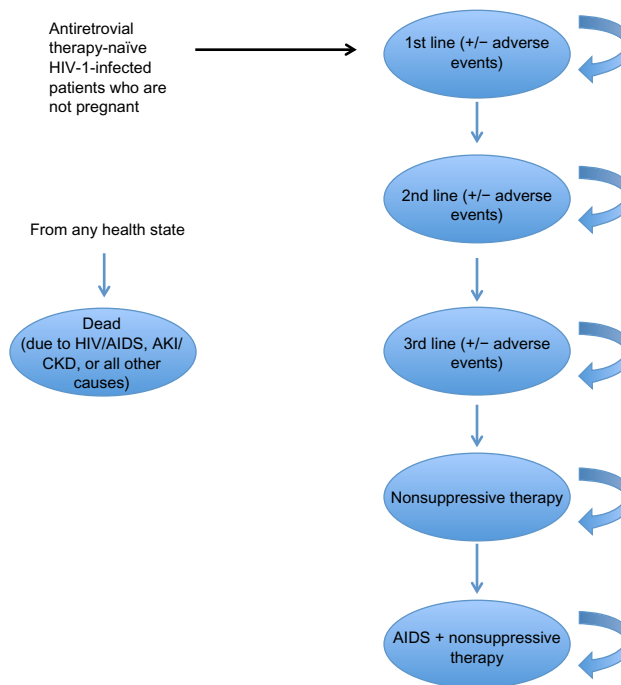 Antiretrovial
therapy-naïve
HIV-1-infected
patients who are
not pregnant
1st line (+/− adverse
events)
2nd line (+/− adverse
events)
From any health state
Dead
(due to HIV/AIDS, AKI/
CKD, or all other
causes)
3rd line (+/− adverse
events)
Nonsuppressive therapy
AIDS + nonsuppressive
therapy